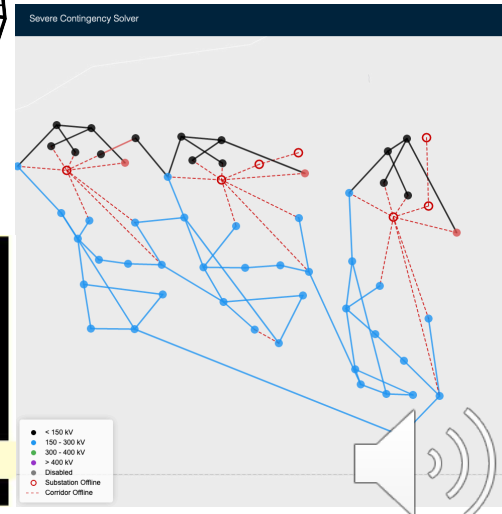 Severe Contingency Solver
< 150 kV
150 - 300 kV
300 - 400 kV
> 400 kV
Disabled
Substation Offline
Corridor Offline